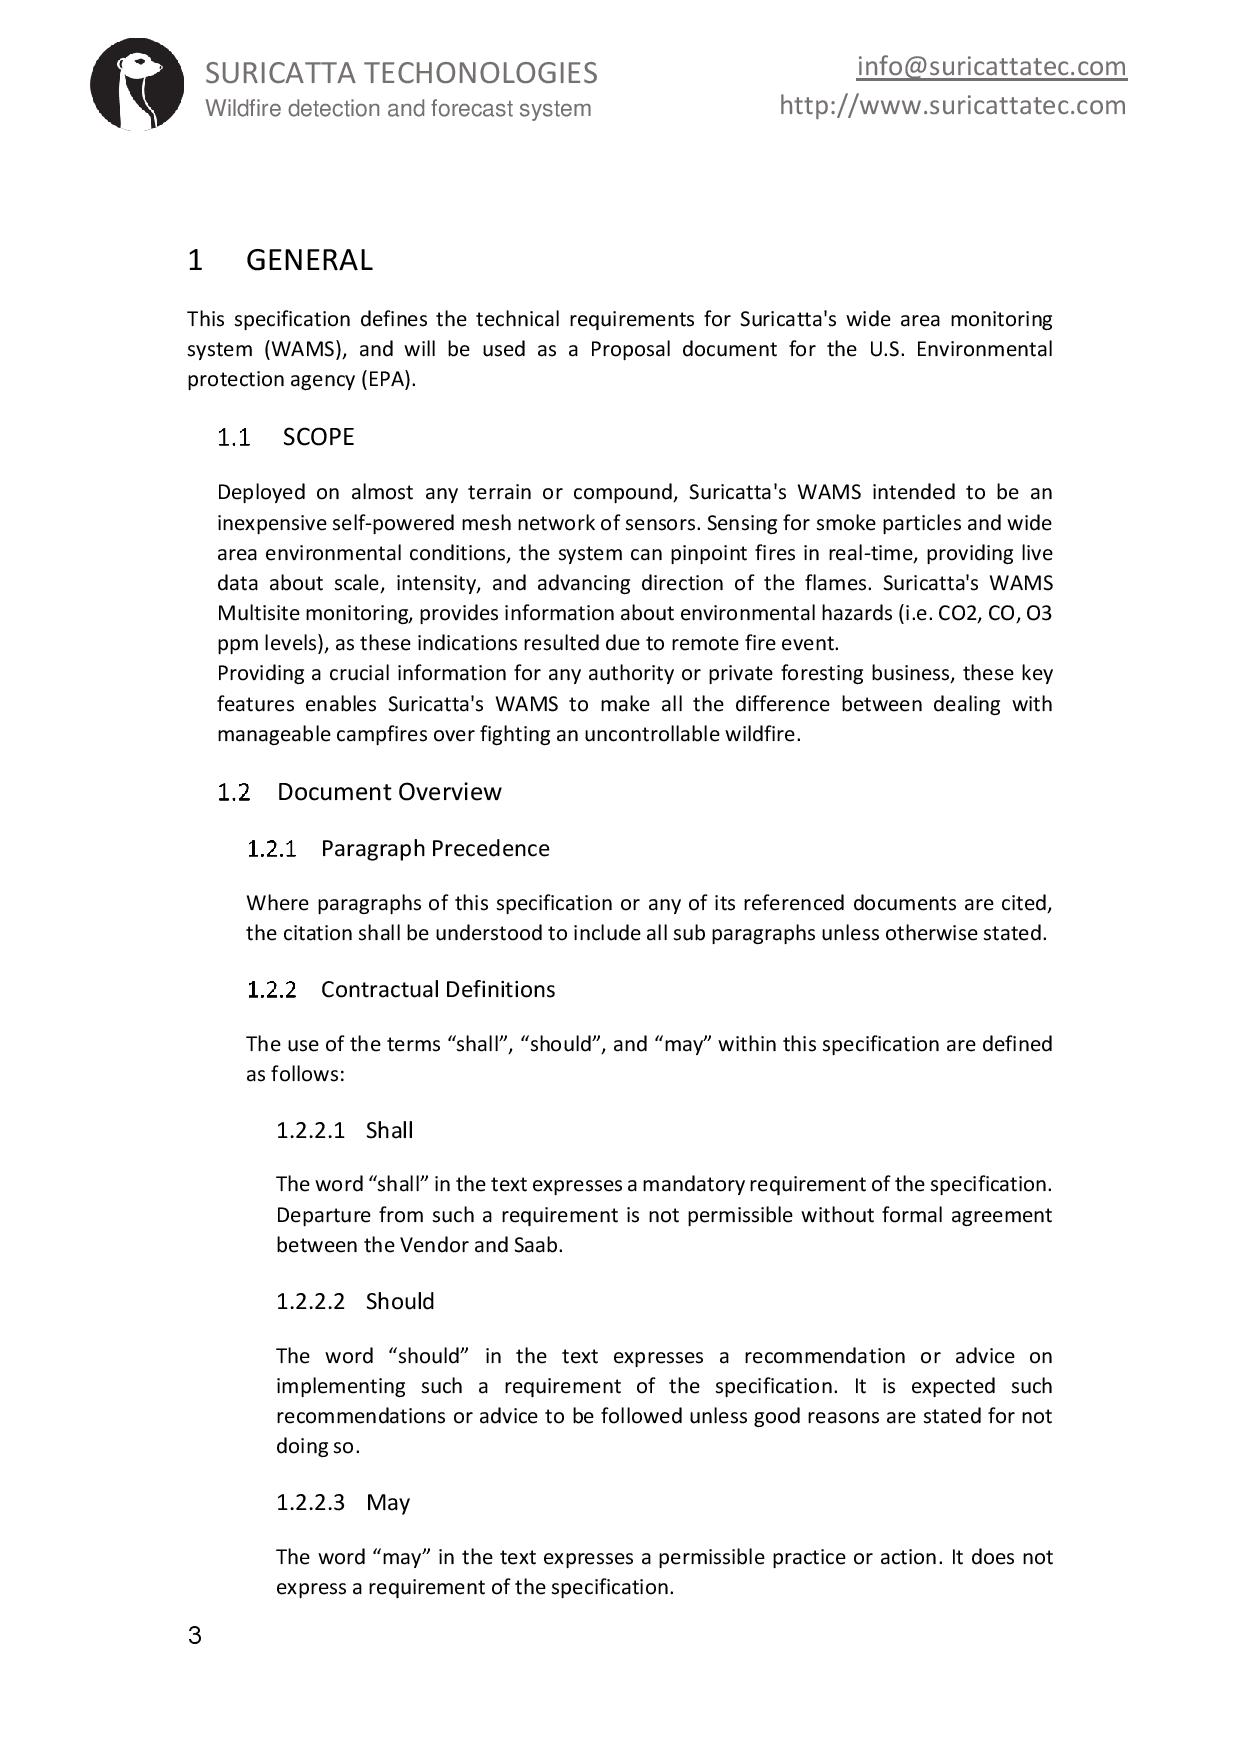 SURICATTA TECHONOLOGIES
Wildfire detection and forecast system
info@suricattatec.com
http://www.suricattatec.com
1 GENERAL
This specification defines the technical requirements for Suricatta's wide area monitoring
system (WAMS), and will be used as a Proposal document for the U.S. Environmental
protection agency (EPA).
1.1 SCOPE
Deployed on almost any terrain or compound, Suricatta's WAMS intended to be an
inexpensive self-powered mesh network of sensors. Sensing for smoke particles and wide
area environmental conditions, the system can pinpoint fires in real-time, providing live
data about scale, intensity, and advancing direction of the flames. Suricatta's WAMS
Multisite monitoring, provides information about environmental hazards (i.e. CO2, CO, O3
ppm levels), as these indications resulted due to remote fire event.
Providing a crucial information for any authority or private foresting business, these key
features enables Suricatta's WAMS to make all the difference between dealing with
manageable campfires over fighting an uncontrollable wildfire.
1.2 Document Overview
1.2.1 Paragraph Precedence
Where paragraphs of this specification or any of its referenced documents are cited,
the citation shall be understood to include all sub paragraphs unless otherwise stated.
1.2.2 Contractual Definitions
The use of the terms “shall”, “should”, and “may” within this specification are defined
as follows:
1.2.2.1 Shall
The word “shall” in the text expresses a mandatory requirement of the specification.
Departure from such a requirement is not permissible without formal agreement
between the Vendor and Saab.
1.2.2.2 Should
The word “should” in the text expresses a recommendation or advice on
implementing such a requirement of the specification. It is expected such
recommendations or advice to be followed unless good reasons are stated for not
doing so.
1.2.2.3 May
The word “may” in the text expresses a permissible practice or action. It does not
express a requirement of the specification.
3